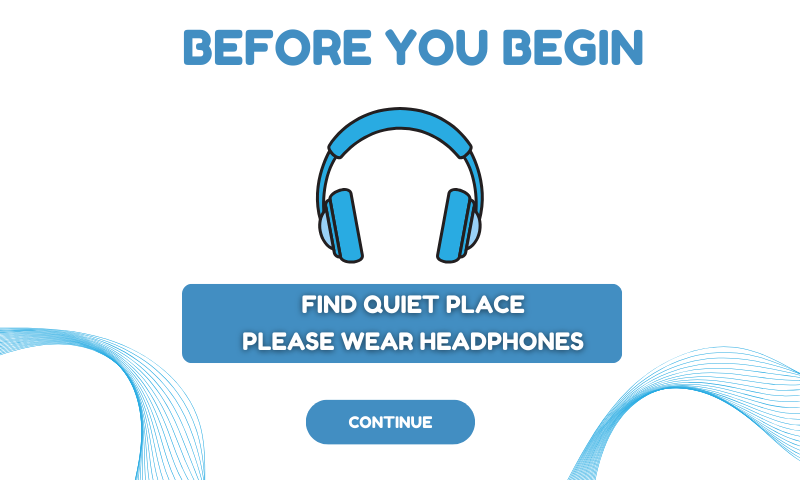 BEFORE YOU BEGIN
FIND QUIET PLACE
PLEASE WEAR HEADPHONES
CONTINUE